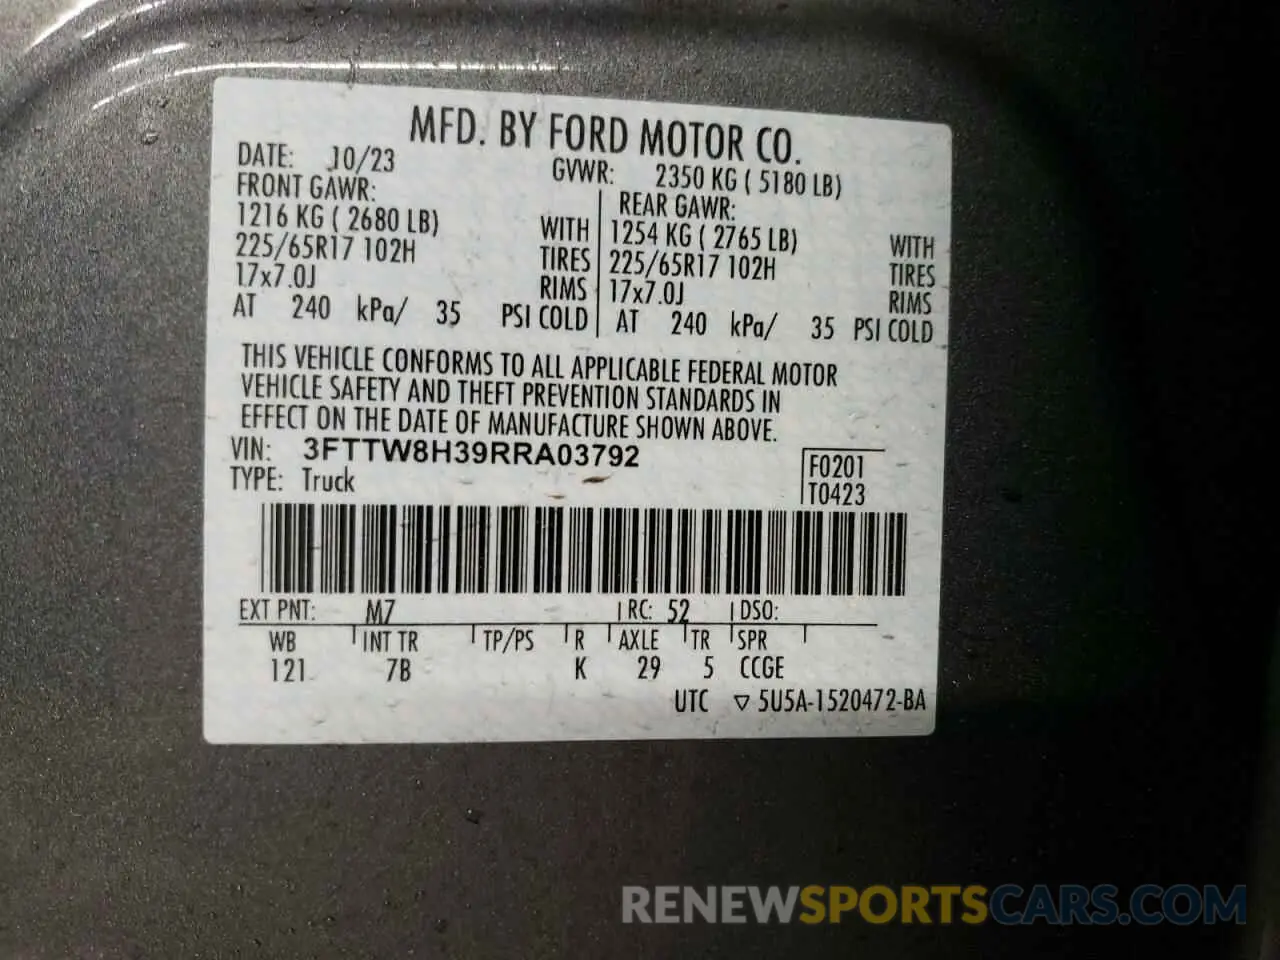 MFD. BY FORD MOTOR CO.
DATE: 10/23 GVWR: 2350 KG ( 5180 LB)
FRONT GAWR: REAR GAWR:
1216 KG ( 2680 LB) WITH 1254 KG ( 2765 LB) WITH
225/65R17 102H TIRES 225/65R17 102H TIRES
17x7.0J RIMS 17x7.0J RIMS
AT 240 kPa/ 35 PSI COLD AT 240 kPa/ 35 PSI COLD
THIS VEHICLE CONFORMS TO ALL APPLICABLE FEDERAL MOTOR
VEHICLE SAFETY AND THEFT PREVENTION STANDARDS IN
EFFECT ON THE DATE OF MANUFACTURE SHOWN ABOVE.
VIN: 3FTTW8H39RRA03792 F0201
TYPE: Truck T0423
EXT PNT: M7 RC: 52 DSO:
WB INT TR TP/PS R AXLE TR SPR
121 7B K 29 5 CCGE
UTC ▽ 5U5A-1520472-BA
RENEWSPORTSCARS.COM